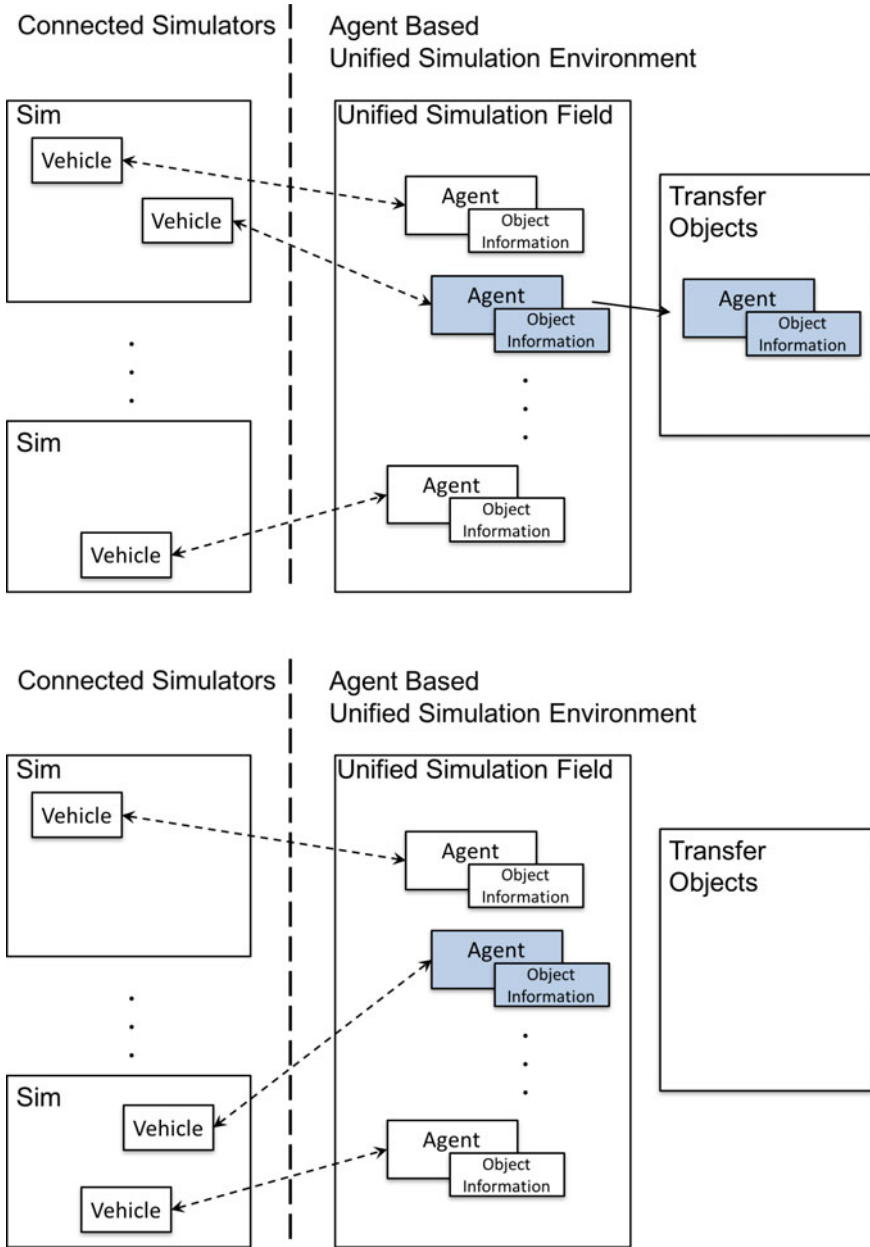 Connected Simulators
Agent Based
Unified Simulation Environment
Sim
Vehicle
Vehicle
.
.
.
Sim
Vehicle
Unified Simulation Field
Agent
Object
Information
Agent
Object
Information
.
.
.
Agent
Object
Information
Transfer
Objects
Agent
Object
Information
Connected Simulators
Agent Based
Unified Simulation Environment
Sim
Vehicle
.
.
.
Sim
Vehicle
Vehicle
Unified Simulation Field
Agent
Object
Information
Agent
Object
Information
.
.
.
Agent
Object
Information
Transfer
Objects